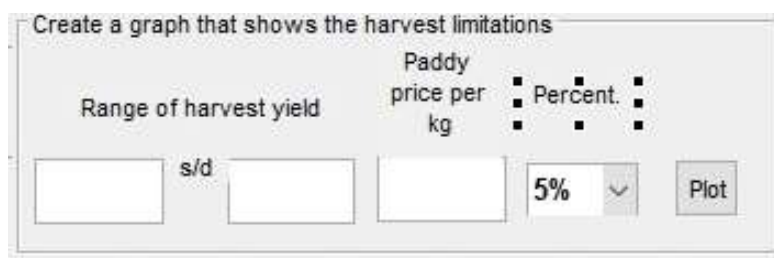 Create a graph that shows the harvest limitations
Range of harvest yield
Paddy
price per
kg
Percent.
s/d
5%
Plot